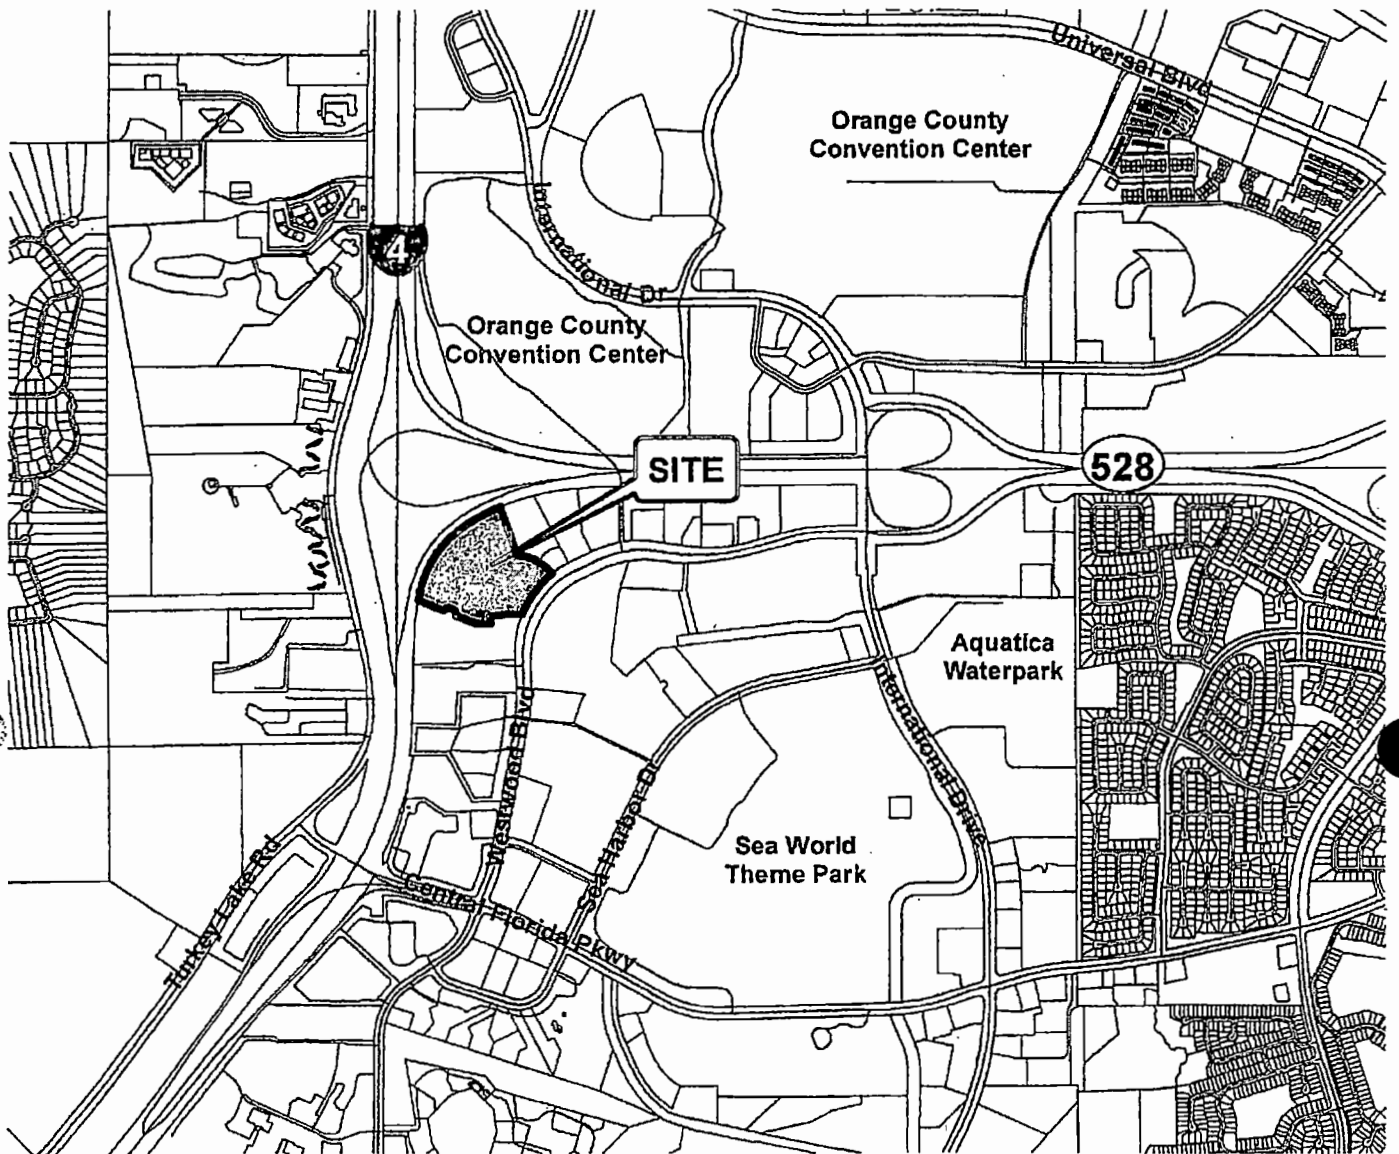 Universal Blvd
Orange County
Convention Center
International Dr
4
Orange County
Convention Center
SITE
528
Aquatica
Waterpark
International Drive
Westwood Blvd
Sea Harbor Dr
Sea World
Theme Park
Turkey Lake Rd
Central Florida Pkwy